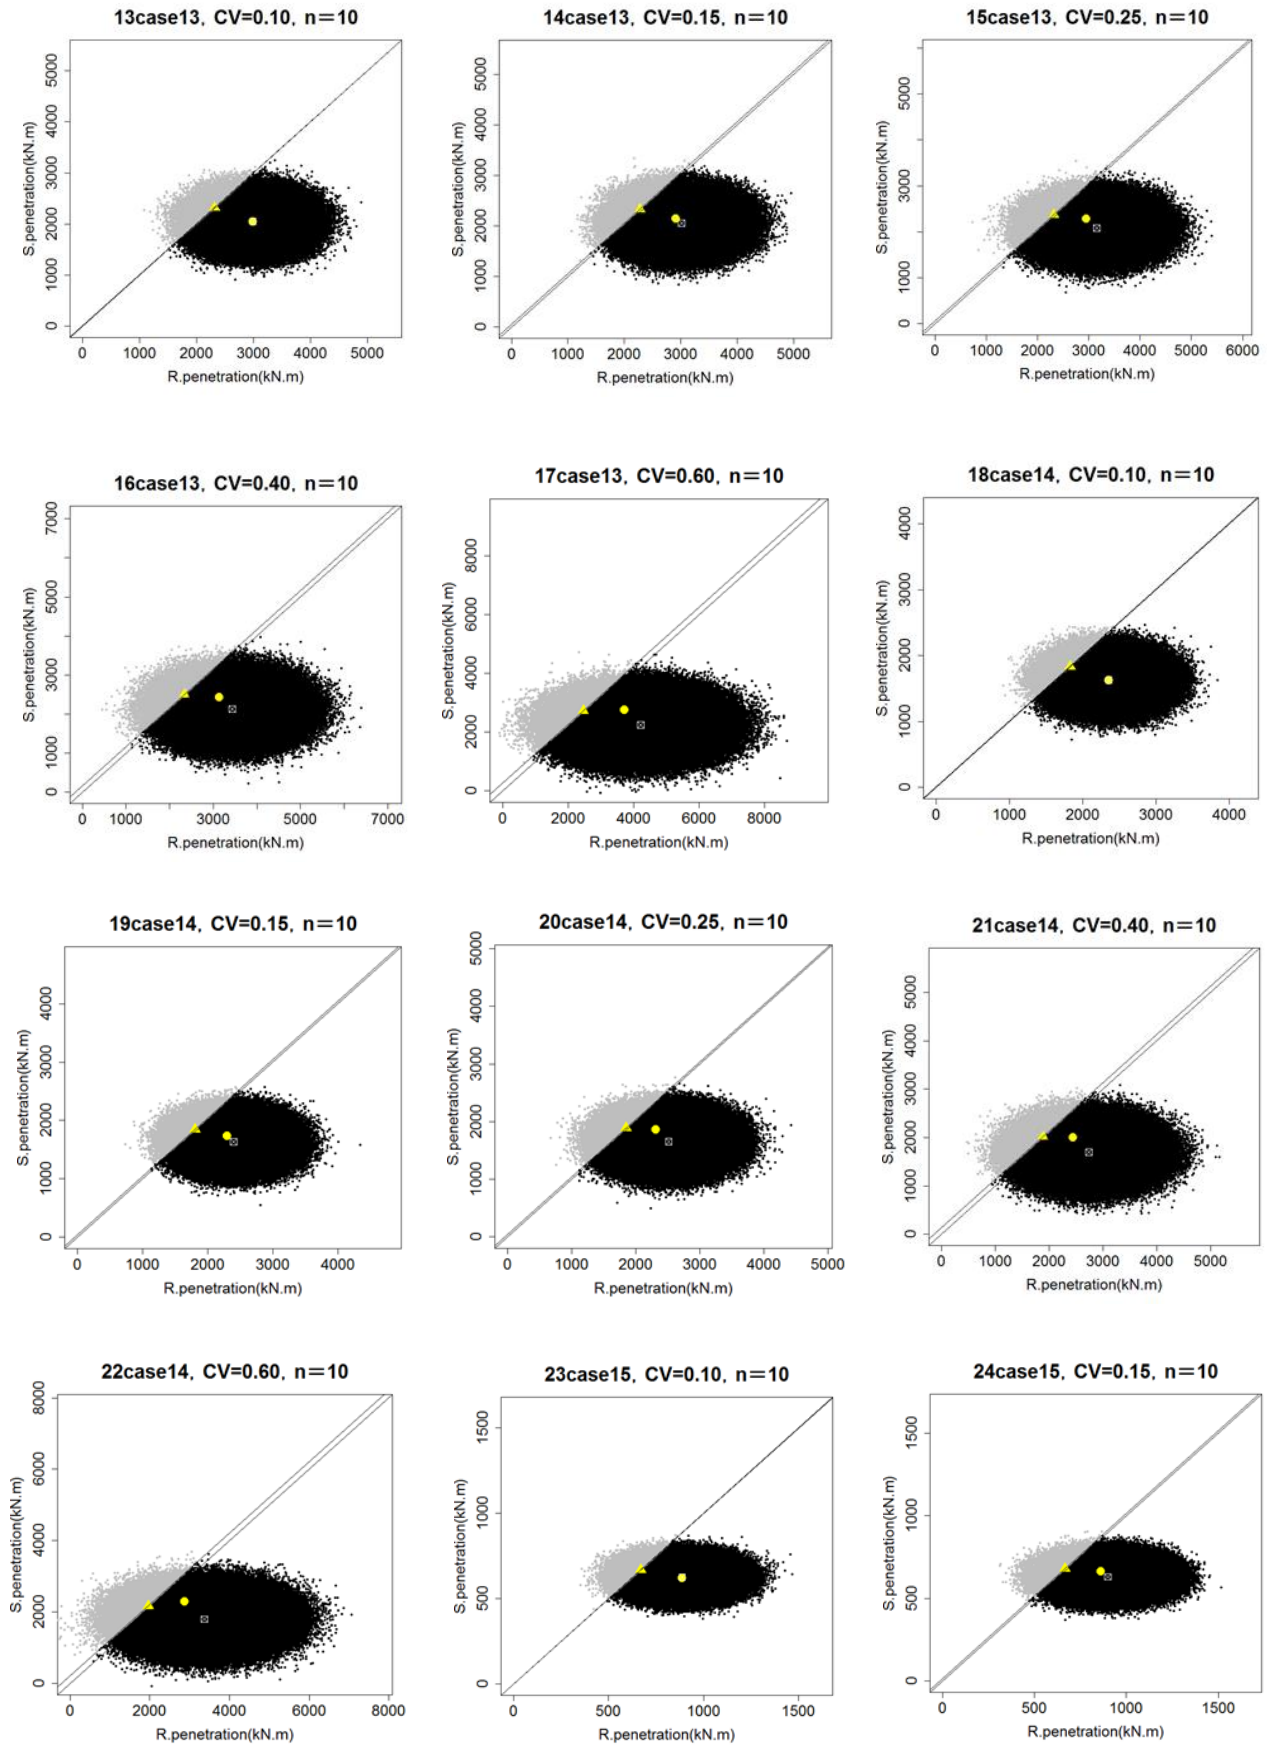 13case13, CV=0.10, n=10
S.penetration(kN.m)
0 1000 2000 3000 4000 5000
0 1000 2000 3000 4000 5000
R.penetration(kN.m)
14case13, CV=0.15, n=10
S.penetration(kN.m)
0 1000 2000 3000 4000 5000
0 1000 2000 3000 4000 5000
R.penetration(kN.m)
15case13, CV=0.25, n=10
S.penetration(kN.m)
0 1000 3000 5000
0 1000 2000 3000 4000 5000 6000
R.penetration(kN.m)
16case13, CV=0.40, n=10
S.penetration(kN.m)
0 1000 3000 5000 7000
0 1000 3000 5000 7000
R.penetration(kN.m)
17case13, CV=0.60, n=10
S.penetration(kN.m)
0 2000 4000 6000 8000
0 2000 4000 6000 8000
R.penetration(kN.m)
18case14, CV=0.10, n=10
S.penetration(kN.m)
0 1000 2000 3000 4000
0 1000 2000 3000 4000
R.penetration(kN.m)
19case14, CV=0.15, n=10
S.penetration(kN.m)
0 1000 2000 3000 4000
0 1000 2000 3000 4000
R.penetration(kN.m)
20case14, CV=0.25, n=10
S.penetration(kN.m)
0 1000 2000 3000 4000 5000
0 1000 2000 3000 4000 5000
R.penetration(kN.m)
21case14, CV=0.40, n=10
S.penetration(kN.m)
0 1000 2000 3000 4000 5000
0 1000 2000 3000 4000 5000
R.penetration(kN.m)
22case14, CV=0.60, n=10
S.penetration(kN.m)
0 2000 4000 6000 8000
0 2000 4000 6000 8000
R.penetration(kN.m)
23case15, CV=0.10, n=10
S.penetration(kN.m)
0 500 1000 1500
0 500 1000 1500
R.penetration(kN.m)
24case15, CV=0.15, n=10
S.penetration(kN.m)
0 500 1000 1500
0 500 1000 1500
R.penetration(kN.m)